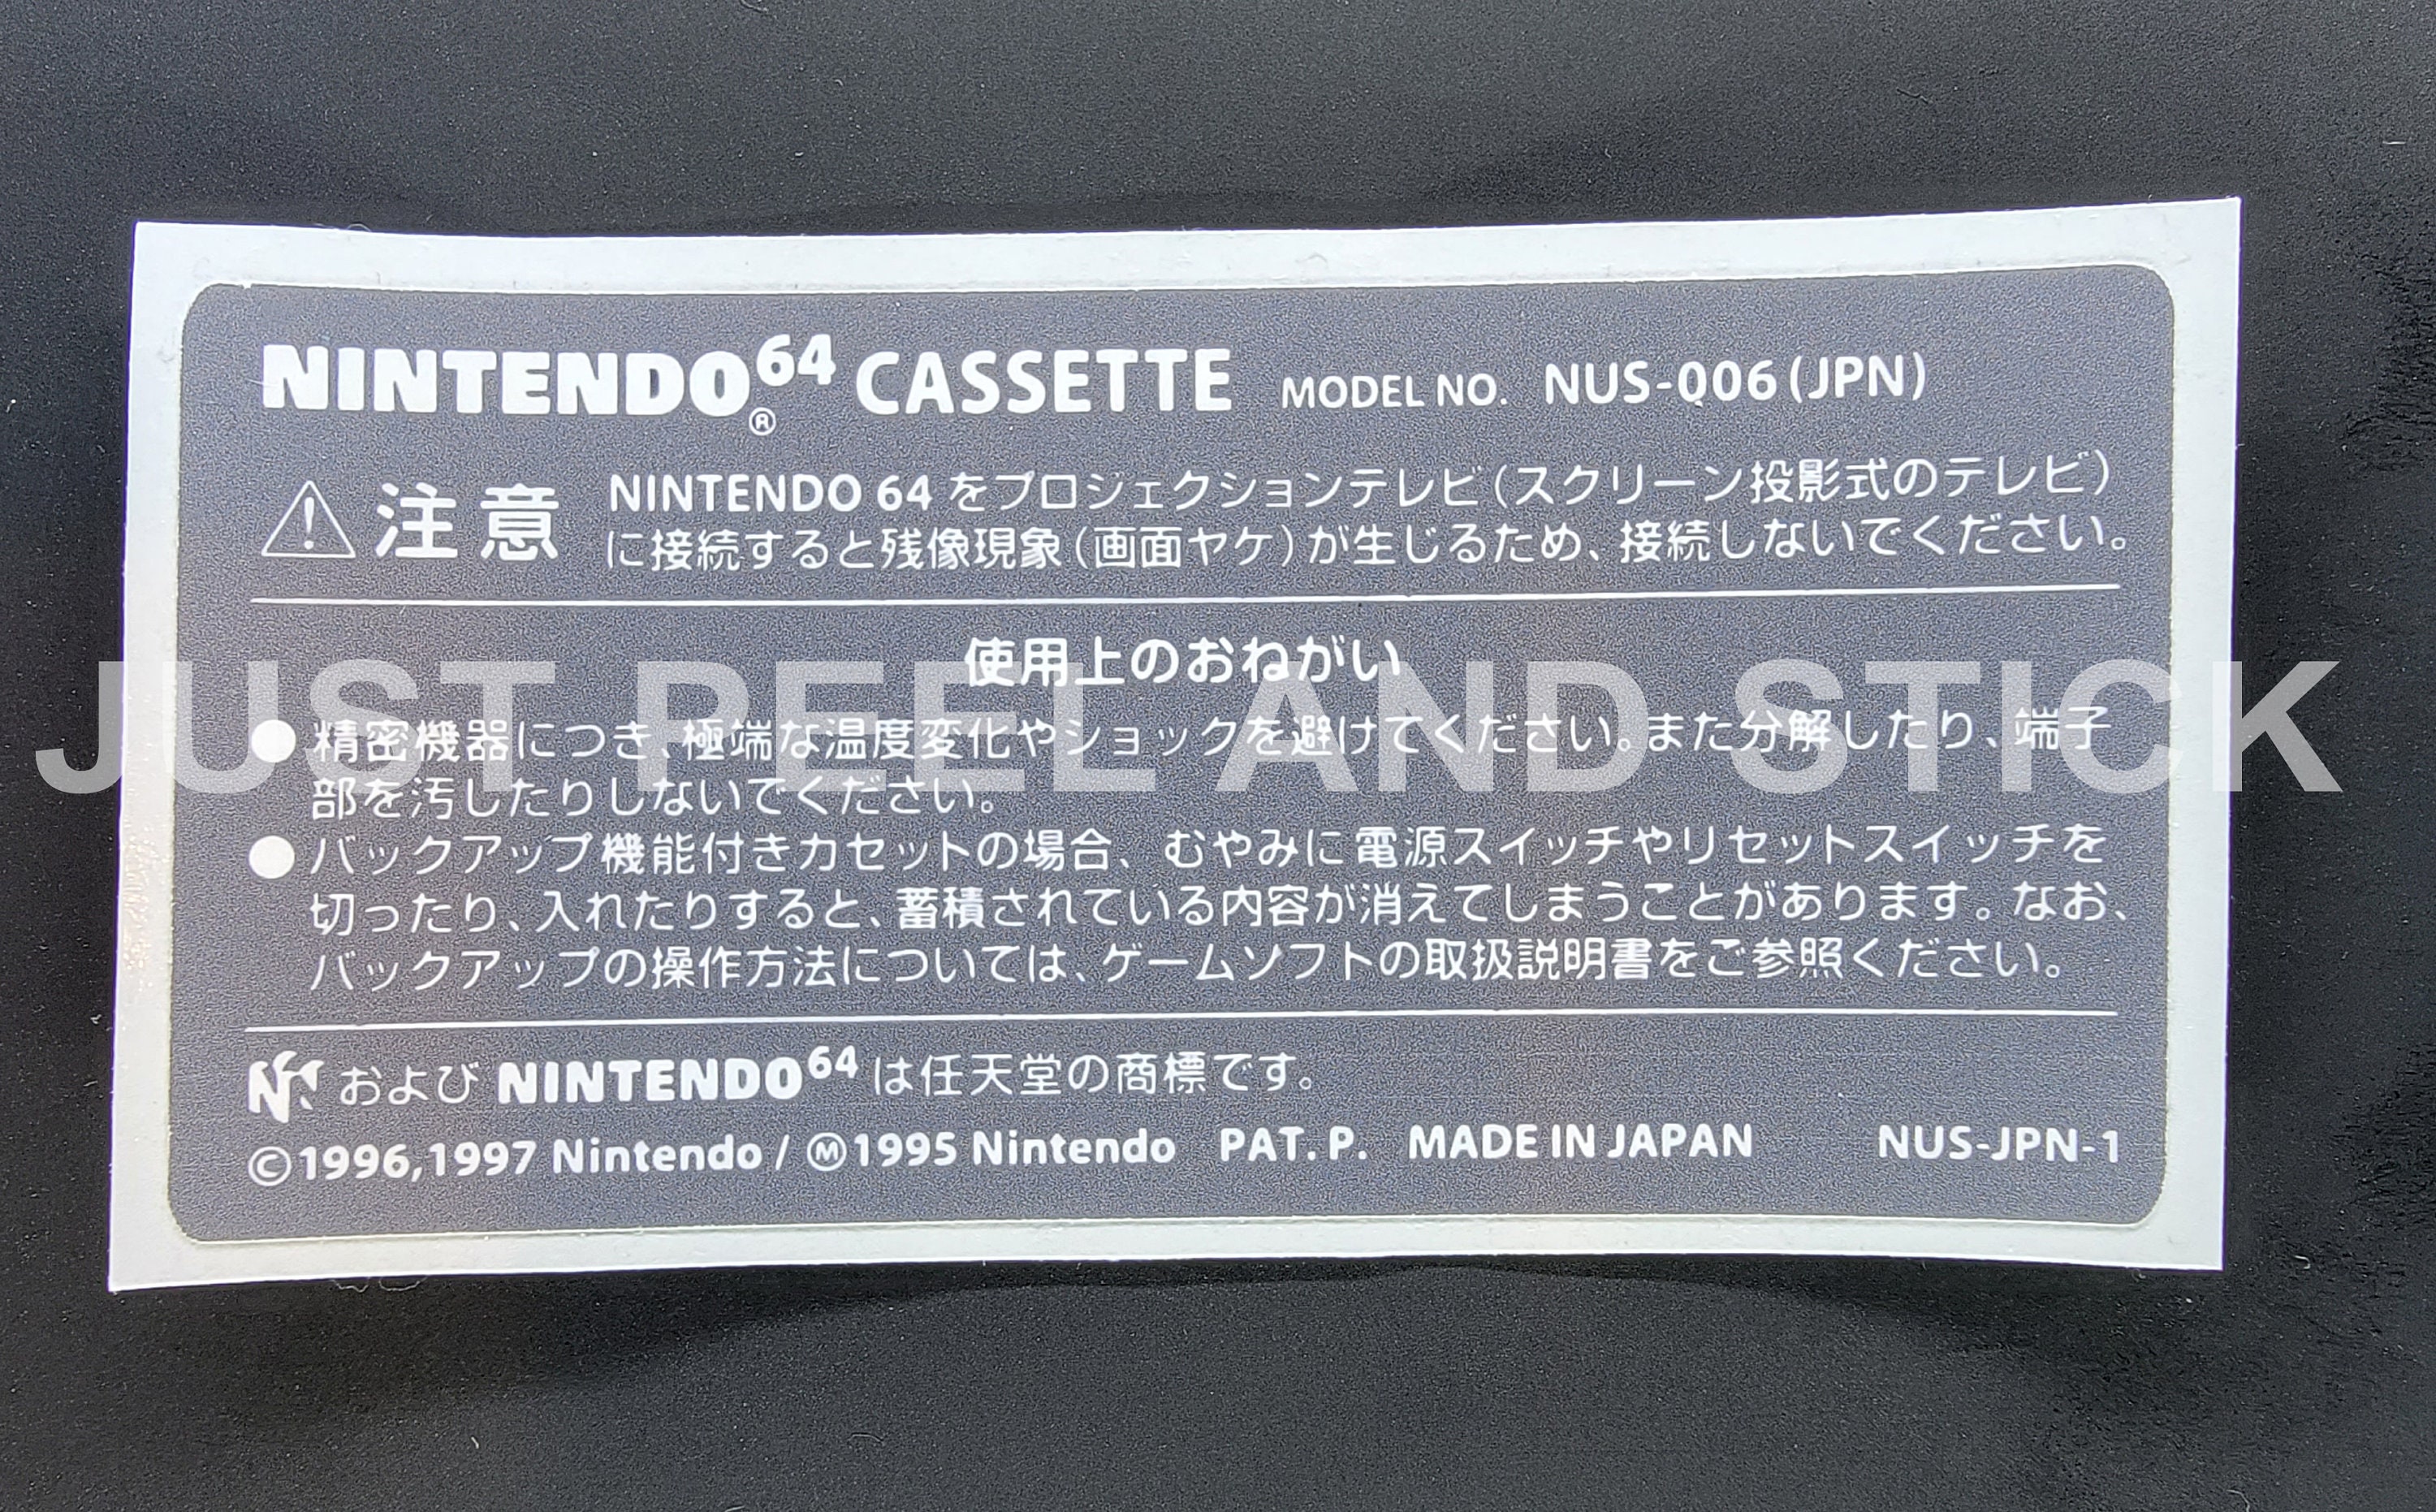 NINTENDO64® CASSETTE MODEL NO. NUS-006(JPN)
⚠注意 NINTENDO 64 をプロジェクションテレビ(スクリーン投影式のテレビ)
に接続すると残像現象(画面ヤケ)が生じるため、接続しないでください。
使用上のおねがい
JUST PEEL AND STICK
●精密機器につき、極端な温度変化やショックを避けてください。また分解したり、端子
部を汚したりしないでください。
●バックアップ機能付きカセットの場合、むやみに電源スイッチやリセットスイッチを
切ったり、入れたりすると、蓄積されている内容が消えてしまうことがあります。なお、
バックアップの操作方法については、ゲームソフトの取扱説明書をご参照ください。
および NINTENDO64 は任天堂の商標です。
©1996,1997 Nintendo / Ⓜ1995 Nintendo PAT. P. MADE IN JAPAN NUS-JPN-1